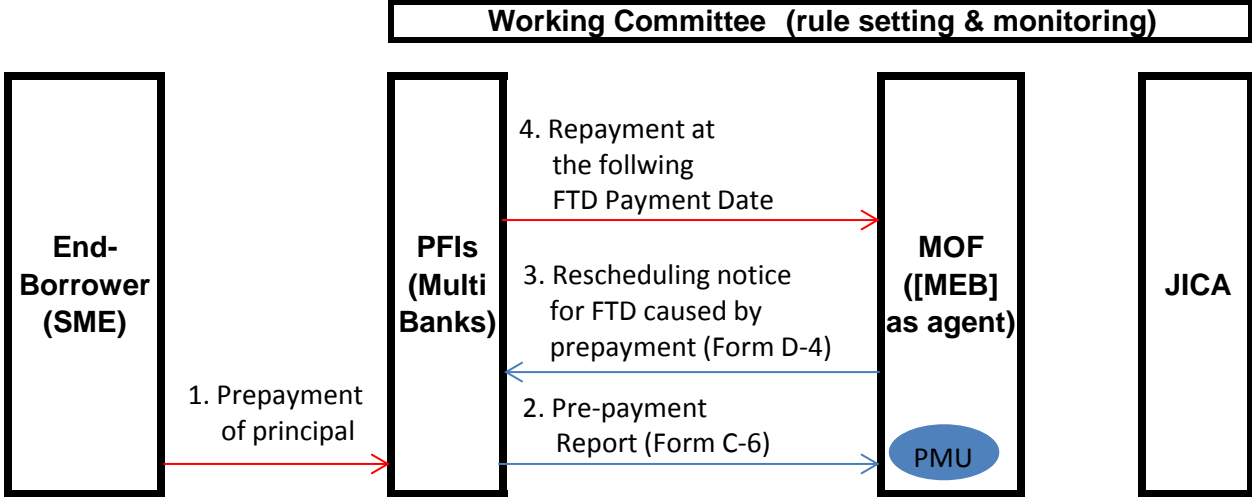 Working Committee (rule setting & monitoring)
End-
Borrower
(SME)
1. Prepayment
of principal
PFIs
(Multi
Banks)
4. Repayment at
the follwing
FTD Payment Date
3. Rescheduling notice
for FTD caused by
prepayment (Form D-4)
2. Pre-payment
Report (Form C-6)
MOF
([MEB]
as agent)
PMU
JICA